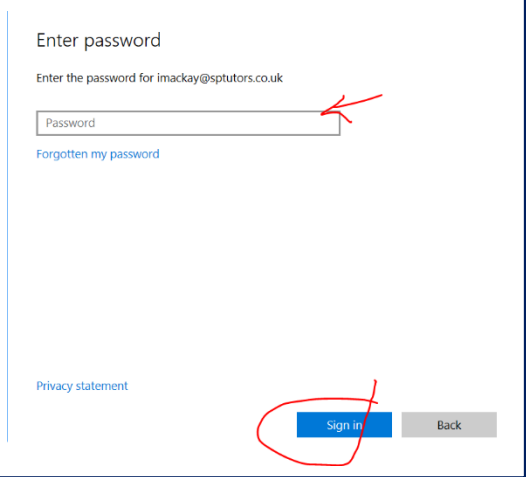 Enter password
Enter the password for imackay@sptutors.co.uk
Password
Forgotten my password
Privacy statement
Sign in
Back